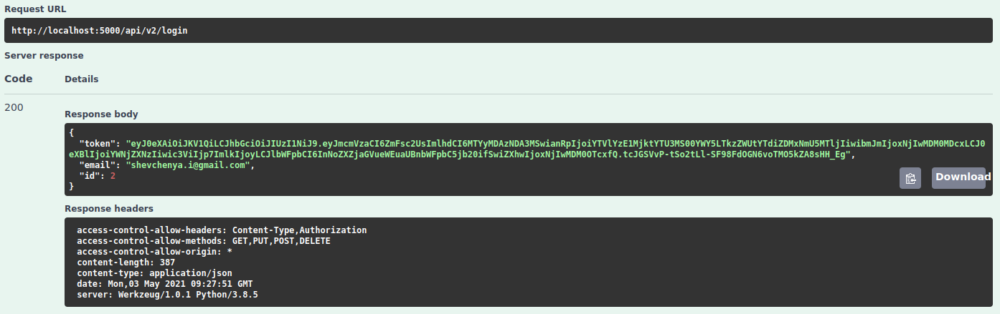 Request URL
http://localhost:5000/api/v2/login
Server response
Code Details
200
Response body
{
"token": "eyJ0eXAiOiJKV1QiLCJhbGciOiJIUzI1NiJ9.eyJmcmVzaCI6ZmFsc2UsImlhdCI6MTYyMDAzNDA3MSwianRpIjoiYTVlYzE1MjktYTU3MS00YWY5LTkzZWUtYTdiZDMxNmU5MTljIiwibmJmIjoxNjIwMDM0MDcxLCJ0
eXBlIjoiYWNjZXNzIiwic3ViIjp7ImlkIjoyLCJlbWFpbCI6InNoZXZjaGVueWEuaUBnbWFpbC5jb20ifSwiZXhwIjoxNjIwMDM0OTcxfQ.tcJGSVvP-tSo2tLl-SF98FdOGN6voTMO5kZA8sHH_Eg",
"email": "shevchenya.i@gmail.com",
"id": 2
}
Download
Response headers
access-control-allow-headers: Content-Type,Authorization
access-control-allow-methods: GET,PUT,POST,DELETE
access-control-allow-origin: *
content-length: 387
content-type: application/json
date: Mon,03 May 2021 09:27:51 GMT
server: Werkzeug/1.0.1 Python/3.8.5